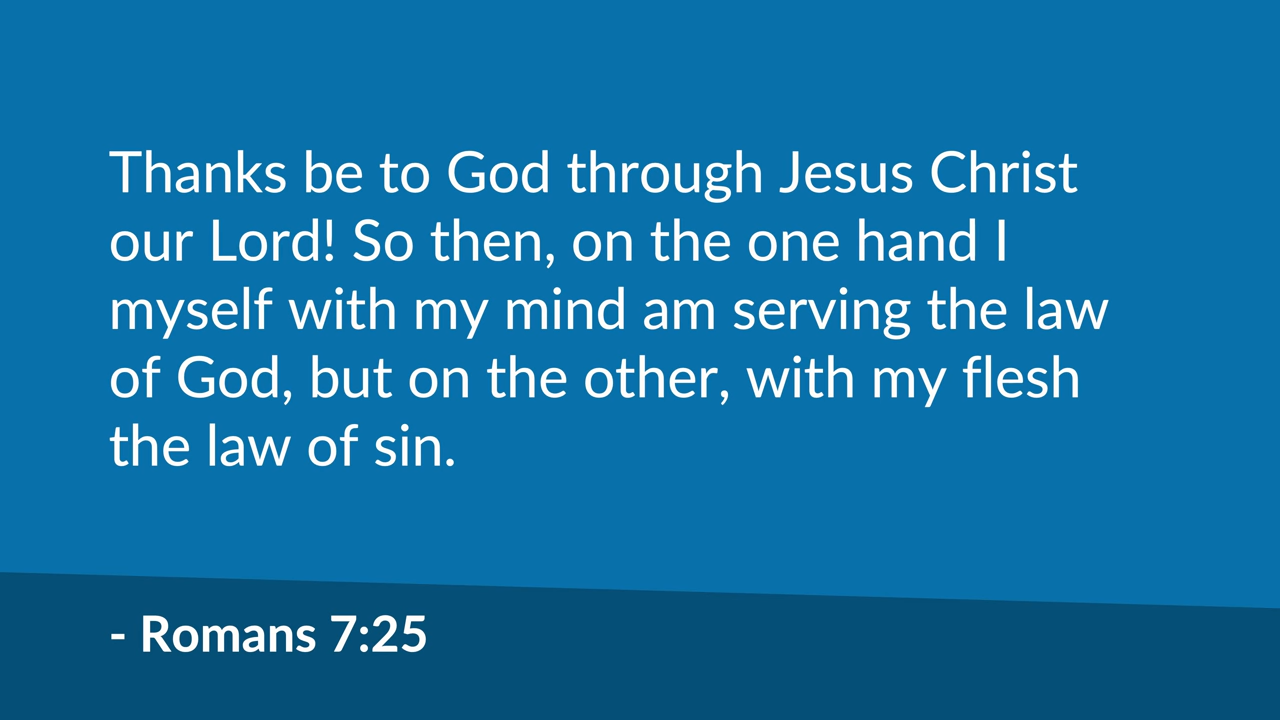 Thanks be to God through Jesus Christ
our Lord! So then, on the one hand I
myself with my mind am serving the law
of God, but on the other, with my flesh
the law of sin.
- Romans 7:25